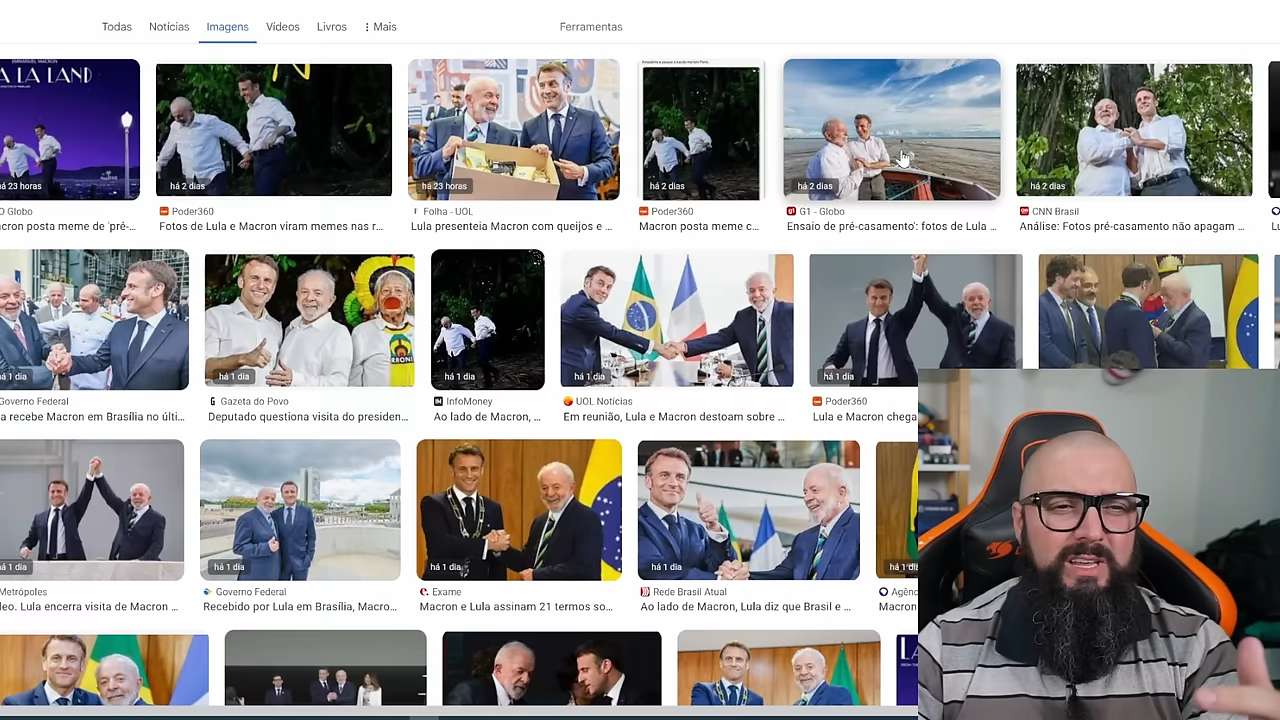 Todas Notícias Imagens Vídeos Livros Mais Ferramentas
EMMANUEL MACRON
A LA LAND
há 23 horas
há 2 dias
há 23 horas
há 2 dias
há 2 dias
há 2 dias
O Globo
Poder360
Folha - UOL
Poder360
G1 - Globo
CNN Brasil
cron posta meme de 'pré-...
Fotos de Lula e Macron viram memes nas r...
Lula presenteia Macron com queijos e ...
Macron posta meme c...
Ensaio de pré-casamento': fotos de Lula ...
Análise: Fotos pré-casamento não apagam ...
há 1 dia
há 1 dia
há 1 dia
há 1 dia
há 1 dia
Governo Federal
Gazeta do Povo
InfoMoney
UOL Notícias
Poder360
a recebe Macron em Brasília no últi...
Deputado questiona visita do presiden...
Ao lado de Macron, ...
Em reunião, Lula e Macron destoam sobre ...
Lula e Macron chega
há 1 dia
há 1 dia
há 1 dia
há 1 dia
há 1 dia
Metrópoles
Governo Federal
Exame
Rede Brasil Atual
Agênc
deo. Lula encerra visita de Macron ...
Recebido por Lula em Brasília, Macro...
Macron e Lula assinam 21 termos so...
Ao lado de Macron, Lula diz que Brasil e ...
Macron